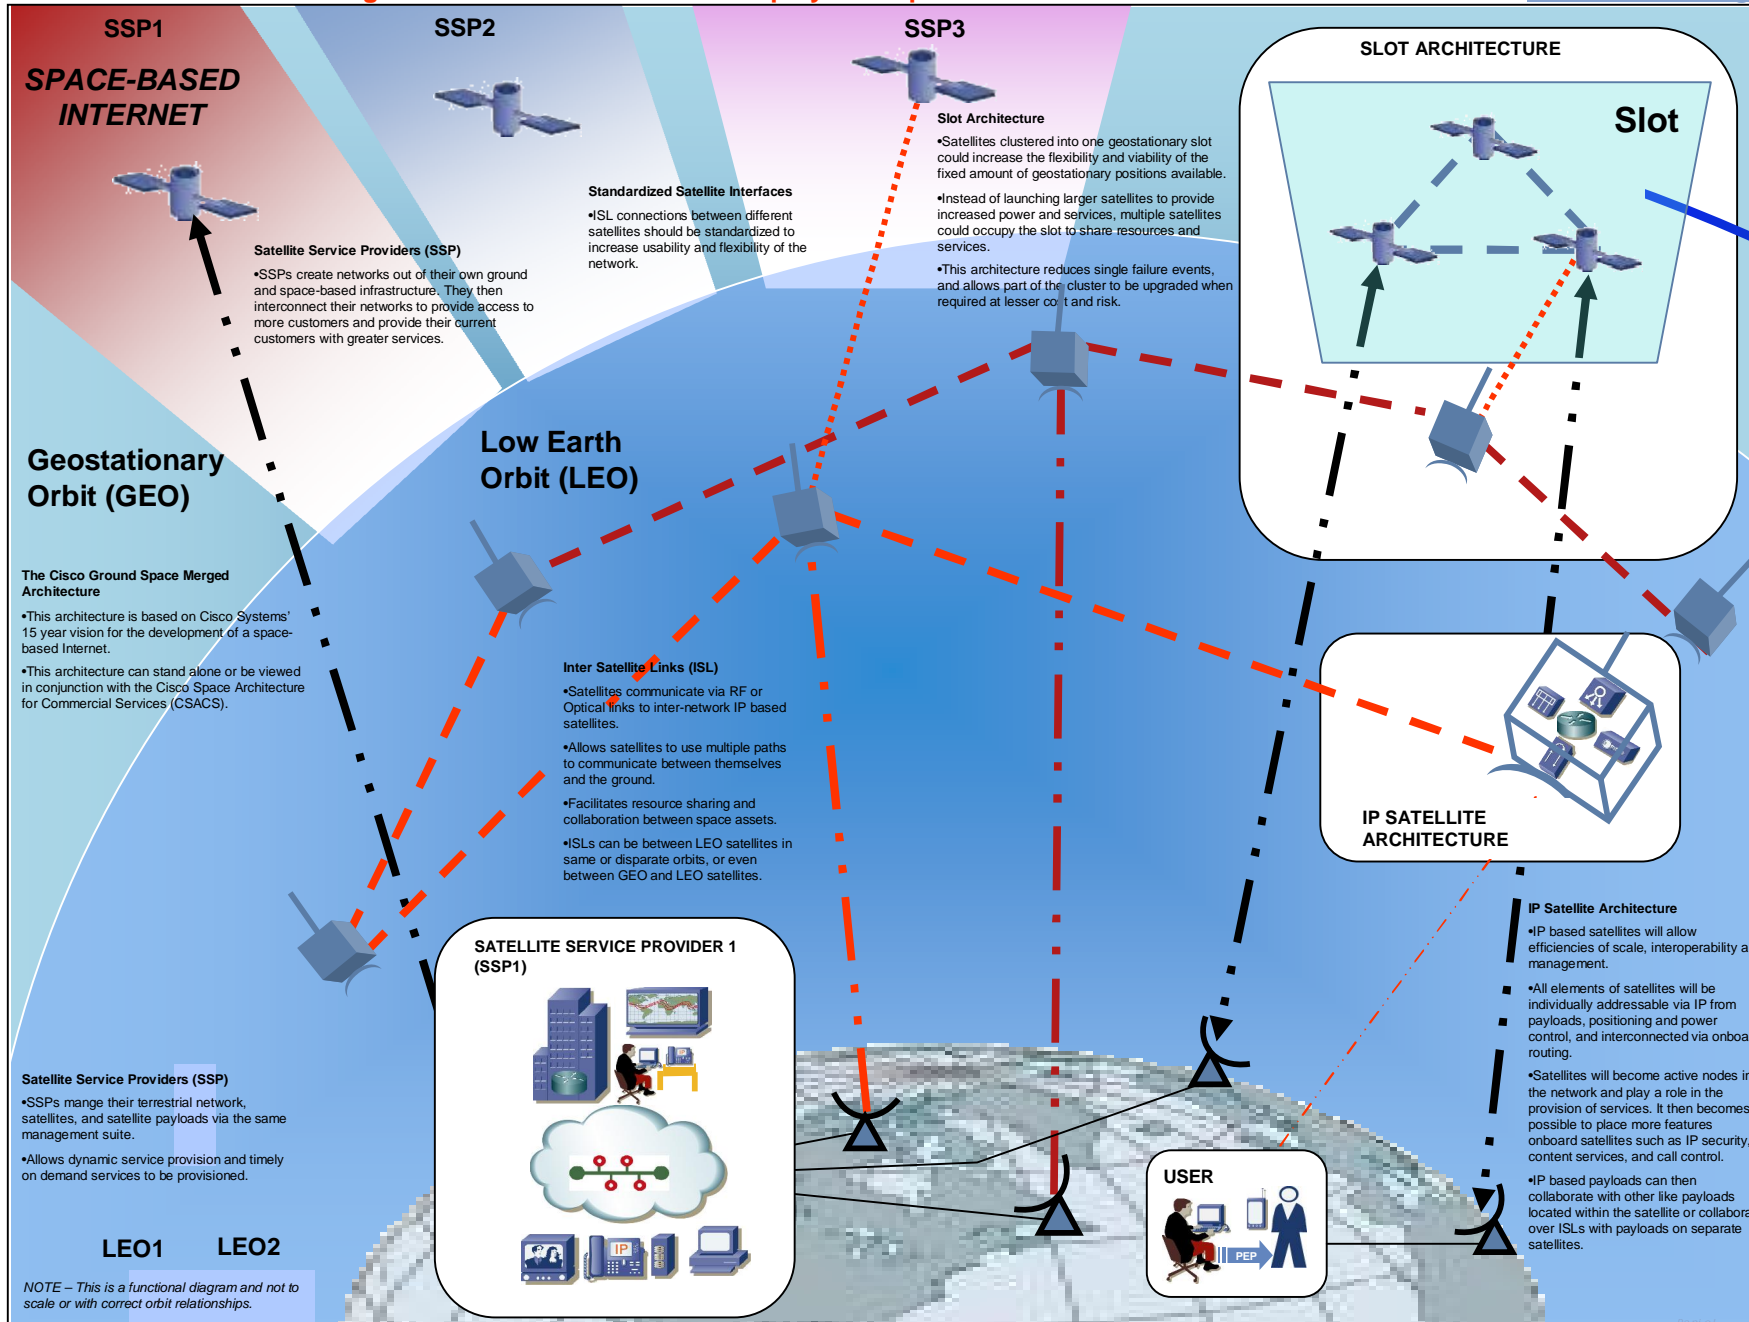 SSP1
SSP2
SSP3
SPACE-BASED
INTERNET
SLOT ARCHITECTURE
Slot
Slot Architecture
•Satellites clustered into one geostationary slot
could increase the flexibility and viability of the
fixed amount of geostationary positions available.
•Instead of launching larger satellites to provide
increased power and services, multiple satellites
could occupy the slot to share resources and
services.
•This architecture reduces single failure events,
and allows part of the cluster to be upgraded when
required at lesser cost and risk.
Standardized Satellite Interfaces
•ISL connections between different
satellites should be standardized to
increase usability and flexibility of the
network.
Satellite Service Providers (SSP)
•SSPs create networks out of their own ground
and space-based infrastructure. They then
interconnect their networks to provide access to
more customers and provide their current
customers with greater services.
Geostationary
Orbit (GEO)
Low Earth
Orbit (LEO)
The Cisco Ground Space Merged
Architecture
•This architecture is based on Cisco Systems'
15 year vision for the development of a space-
based Internet.
•This architecture can stand alone or be viewed
in conjunction with the Cisco Space Architecture
for Commercial Services (CSACS).
Inter Satellite Links (ISL)
•Satellites communicate via RF or
Optical links to inter-network IP based
satellites.
•Allows satellites to use multiple paths
to communicate between themselves
and the ground.
•Facilitates resource sharing and
collaboration between space assets.
•ISLs can be between LEO satellites in
same or disparate orbits, or even
between GEO and LEO satellites.
IP SATELLITE
ARCHITECTURE
IP Satellite Architecture
•IP based satellites will allow
efficiencies of scale, interoperability a
management.
•All elements of satellites will be
individually addressable via IP from
payloads, positioning and power
control, and interconnected via onboa
routing.
•Satellites will become active nodes in
the network and play a role in the
provision of services. It then becomes
possible to place more features
onboard satellites such as IP security,
content services, and call control.
•IP based payloads can then
collaborate with other like payloads
located within the satellite or collabora
over ISLs with payloads on separate
satellites.
SATELLITE SERVICE PROVIDER 1
(SSP1)
IP
Satellite Service Providers (SSP)
•SSPs mange their terrestrial network,
satellites, and satellite payloads via the same
management suite.
•Allows dynamic service provision and timely
on demand services to be provisioned.
LEO1
LEO2
NOTE – This is a functional diagram and not to
scale or with correct orbit relationships.
USER
PEP